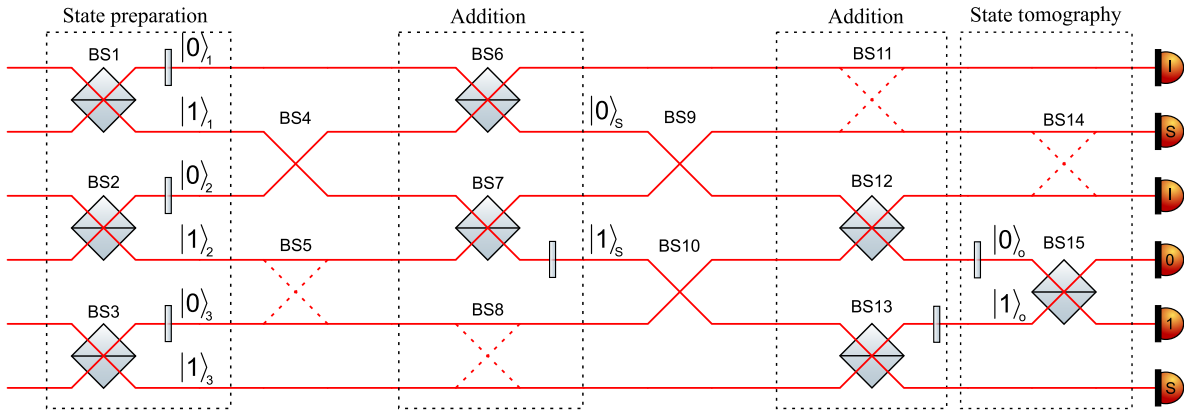 State preparation Addition Addition State tomography
BS1 |0⟩₁ BS6 BS11 I
|1⟩₁ BS4 |0⟩ₛ BS9 BS14 S
BS2 |0⟩₂ BS7 BS12 I
|1⟩₂ BS5 |1⟩ₛ BS10 |0⟩ₒ BS15 0
BS3 |0⟩₃ BS8 BS13 |1⟩ₒ 1
|1⟩₃ S